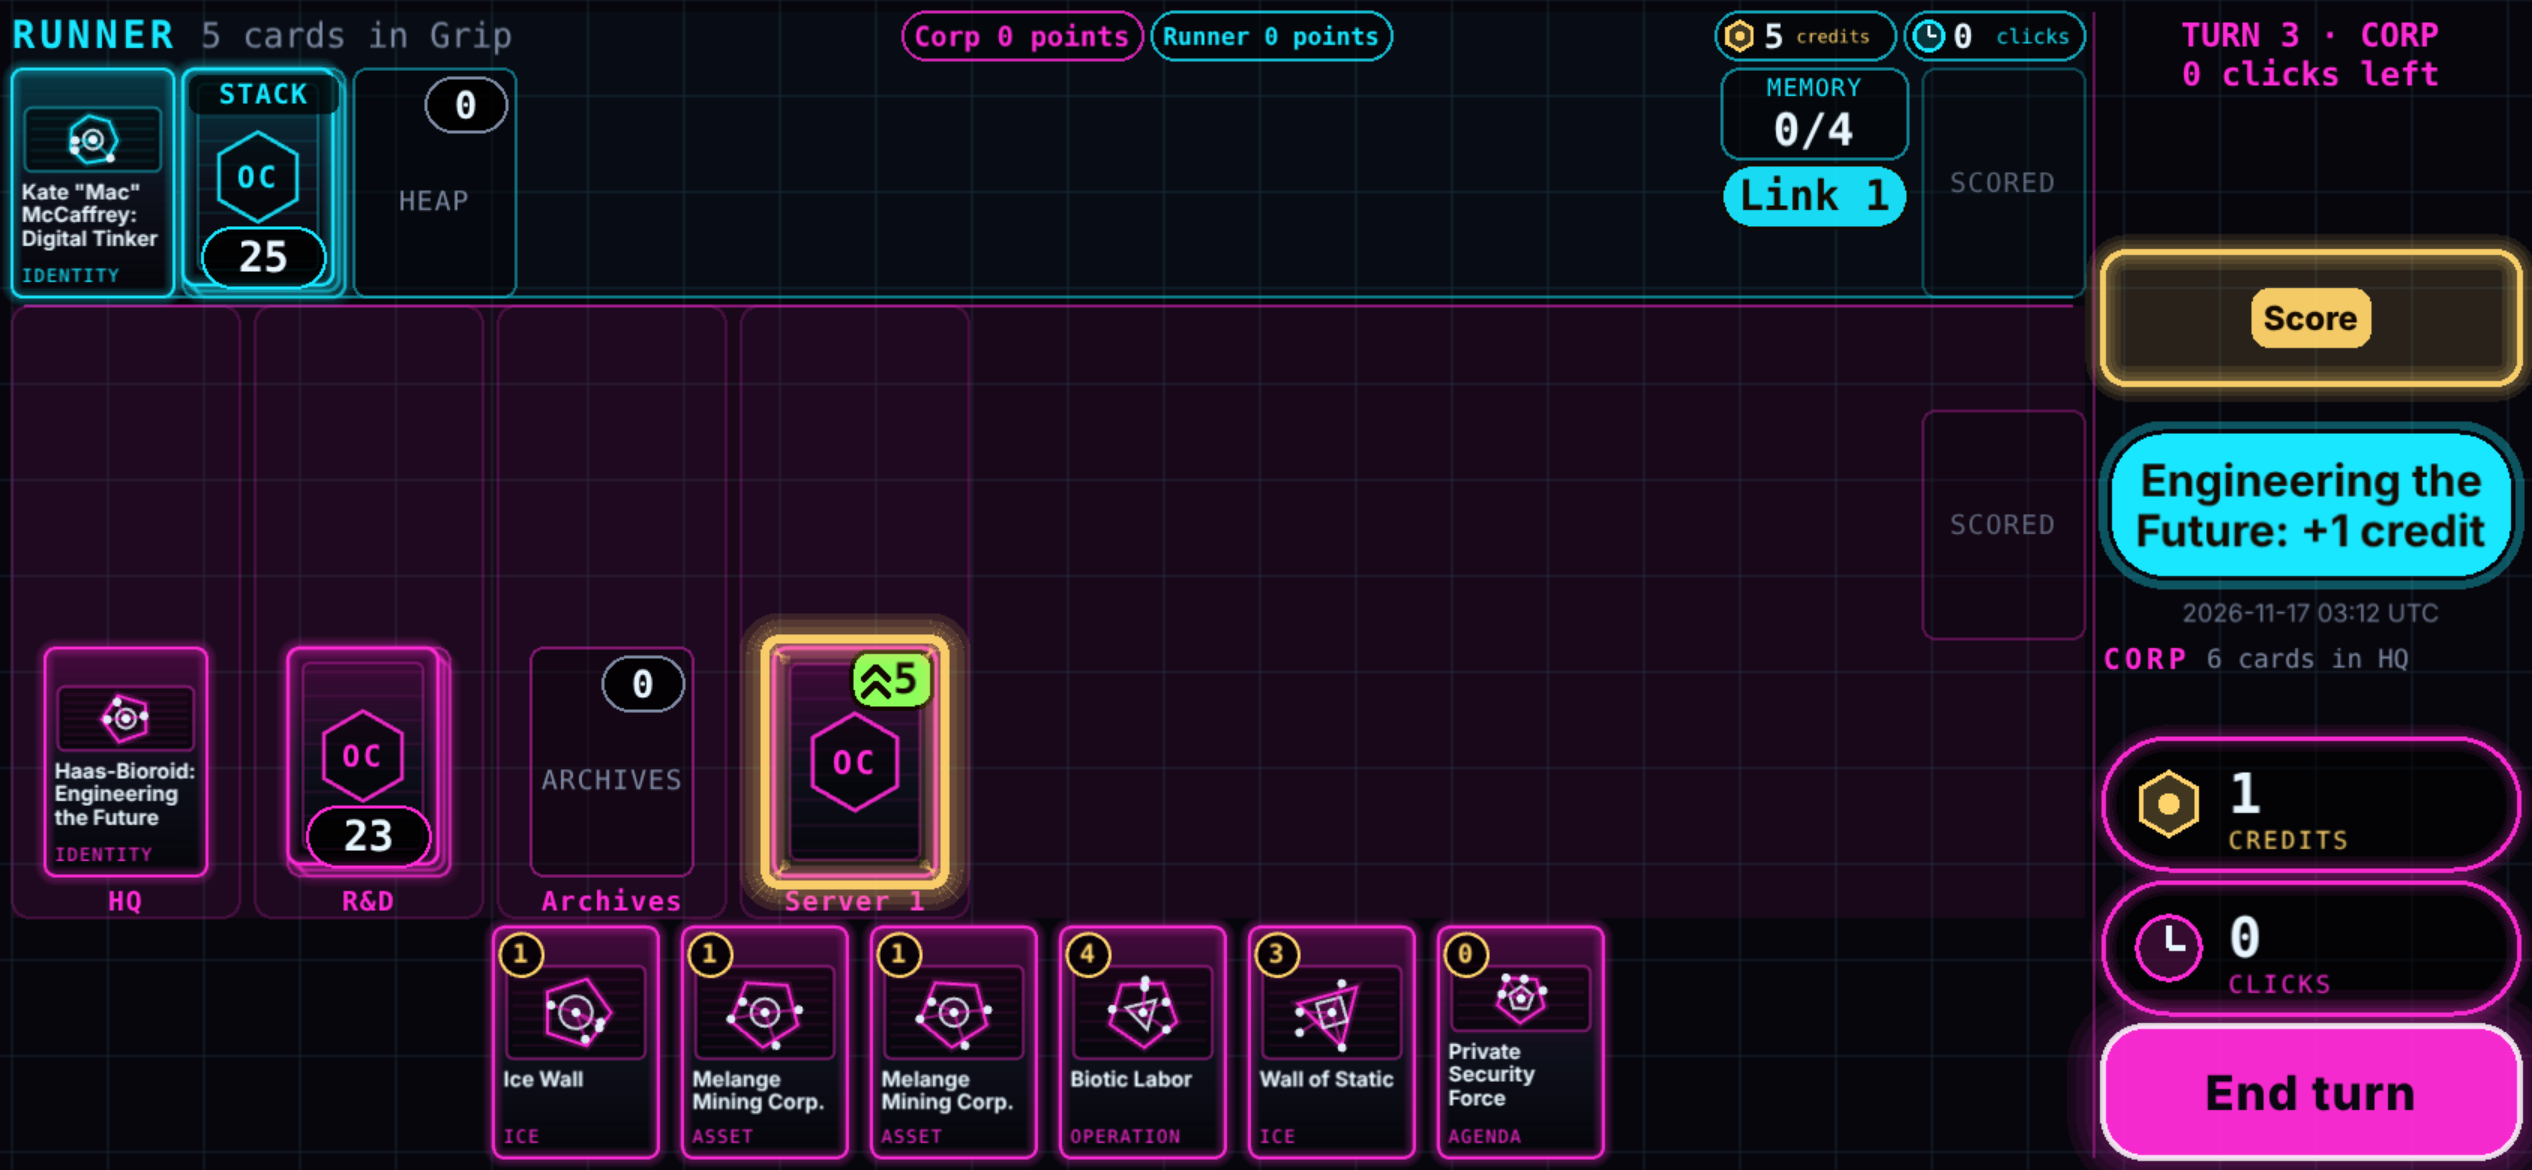 RUNNER 5 cards in Grip
Corp 0 points
Runner 0 points
5 credits
0 clicks
TURN 3 · CORP
0 clicks left
Kate "Mac"
McCaffrey:
Digital Tinker
IDENTITY
STACK
OC
25
0
HEAP
MEMORY
0/4
Link 1
SCORED
Score
Engineering the
Future: +1 credit
2026-11-17 03:12 UTC
CORP 6 cards in HQ
SCORED
Haas-Bioroid:
Engineering
the Future
IDENTITY
HQ
OC
23
R&D
0
ARCHIVES
Archives
5
OC
Server 1
1
CREDITS
0
CLICKS
End turn
1
Ice Wall
ICE
1
Melange
Mining Corp.
ASSET
1
Melange
Mining Corp.
ASSET
4
Biotic Labor
OPERATION
3
Wall of Static
ICE
0
Private
Security
Force
AGENDA